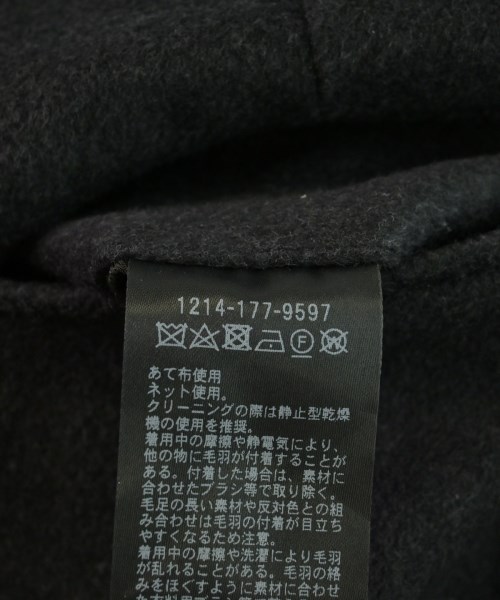 1214-177-9597
あて布使用
ネット使用。
クリーニングの際は静止型乾燥
機の使用を推奨。
着用中の摩擦や静電気により、
他の物に毛羽が付着することが
ある。付着した場合は、素材に
合わせたブラシ等で取り除く。
毛足の長い素材や反対色との組
み合わせは毛羽の付着が目立ち
やすくなるため注意。
着用中の摩擦や洗濯により毛羽
が乱れることがある。毛羽の絡
みをほぐすように素材に合わせ